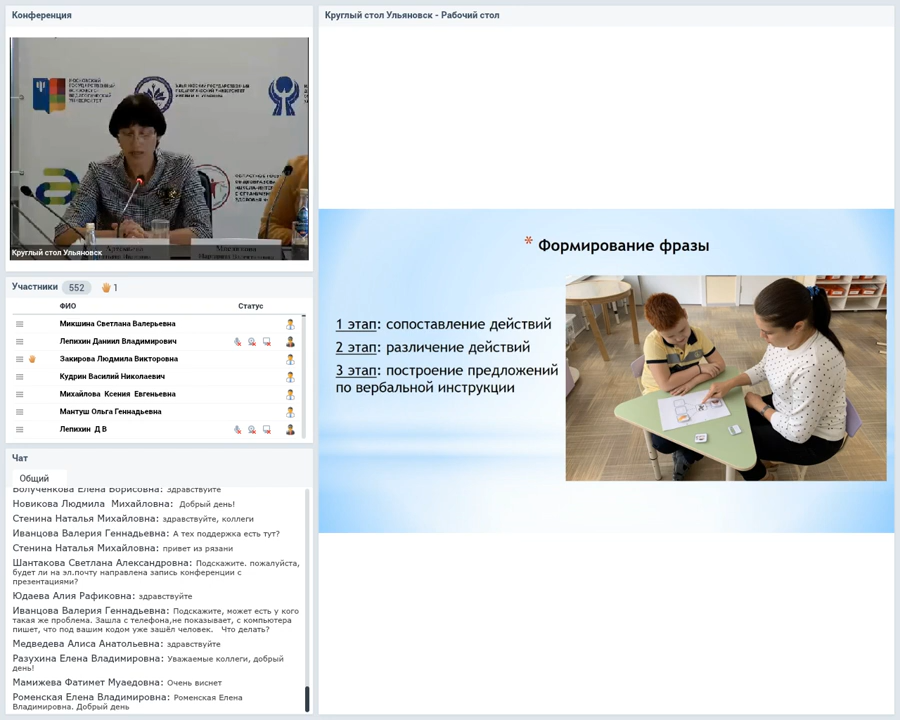 Конференция
РОССИЙСКИЙ
ГОСУДАРСТВЕННЫЙ
УНИВЕРСИТЕТ
Круглый стол Ульяновск
Участники 552 1
ФИО Статус
Микшина Светлана Валерьевна
Лепихин Даниил Владимирович
Закирова Людмила Викторовна
Кудрин Василий Николаевич
Михайлова Ксения Евгеньевна
Мантуш Ольга Геннадьевна
Лепихин Д В
Чат
Общий
Волученкова Елена Борисовна: здравствуйте
Новикова Людмила Михайловна: Добрый день!
Стенина Наталья Михайловна: здравствуйте, коллеги
Иванцова Валерия Геннадьевна: А тех поддержка есть тут?
Стенина Наталья Михайловна: привет из рязани
Шантакова Светлана Александровна: Подскажите. пожалуйста,
будет ли на эл.почту направлена запись конференции с
презентациями?
Юдаева Алия Рафиковна: здравствуйте
Иванцова Валерия Геннадьевна: Подскажите, может есть у кого
такая же проблема. Зашла с телефона,не показывает, с компьютера
пишет, что под вашим кодом уже зашёл человек. Что делать?
Медведева Алиса Анатольевна: здравствуйте
Разухина Елена Владимировна: Уважаемые коллеги, добрый
день!
Мамижева Фатимет Муаедовна: Очень виснет
Роменская Елена Владимировна: Роменская Елена
Владимировна. Добрый день
Круглый стол Ульяновск - Рабочий стол
* Формирование фразы
1 этап: сопоставление действий
2 этап: различение действий
3 этап: построение предложений
по вербальной инструкции